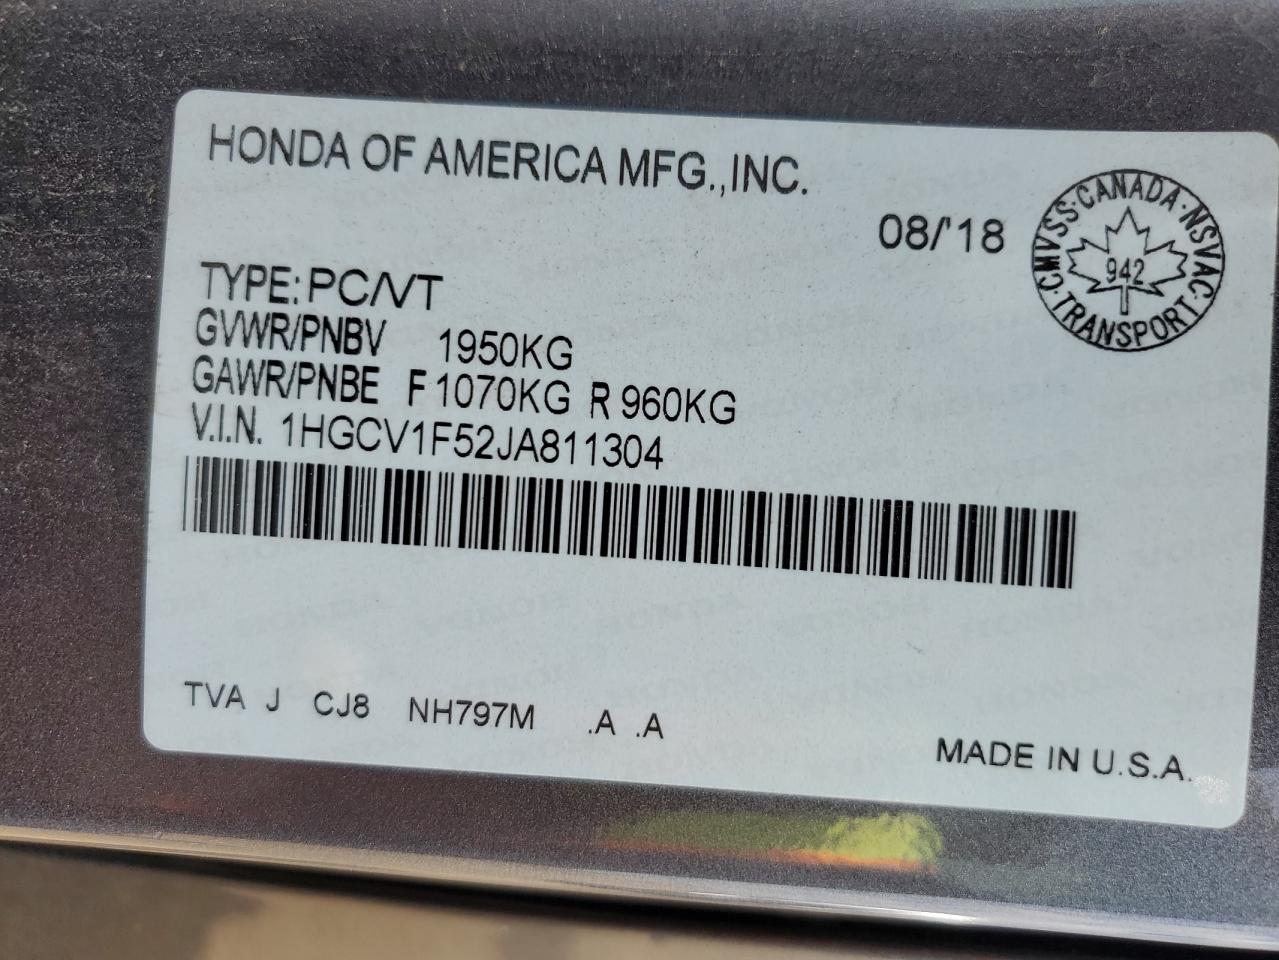 HONDA OF AMERICA MFG.,INC.
08/'18
CMVSS·CANADA·NSVAC·TRANSPORT·
942
TYPE: PC/VT
GVWR/PNBV 1950KG
GAWR/PNBE F 1070KG R 960KG
V.I.N. 1HGCV1F52JA811304
TVA J CJ8 NH797M .A .A
MADE IN U.S.A.